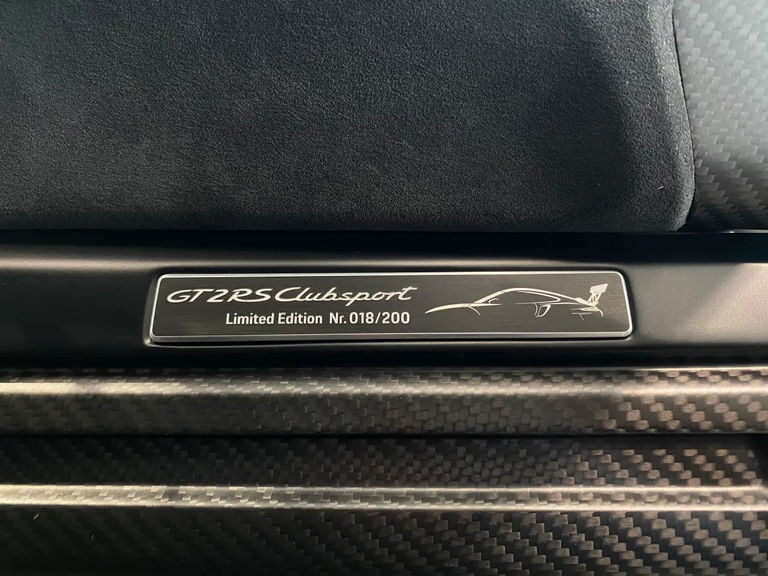 GT2RS Clubsport
Limited Edition Nr. 018/200